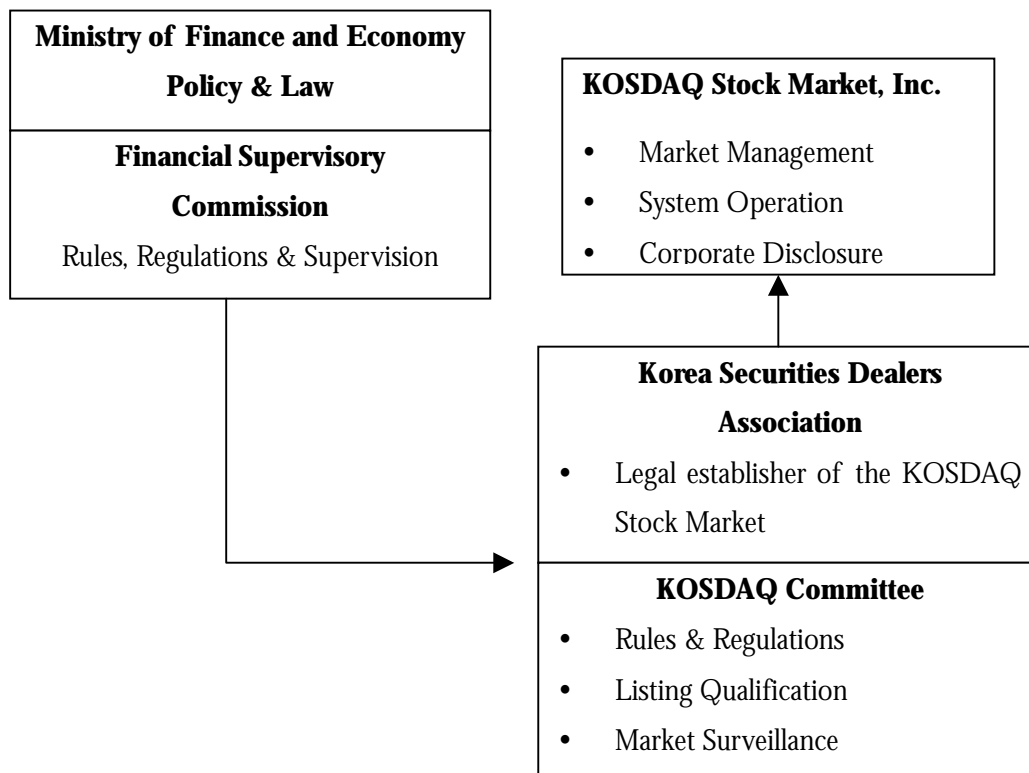 Ministry of Finance and Economy
Policy & Law
Financial Supervisory
Commission
Rules, Regulations & Supervision
KOSDAQ Stock Market, Inc.
• Market Management
• System Operation
• Corporate Disclosure
Korea Securities Dealers
Association
• Legal establisher of the KOSDAQ
Stock Market
KOSDAQ Committee
• Rules & Regulations
• Listing Qualification
• Market Surveillance